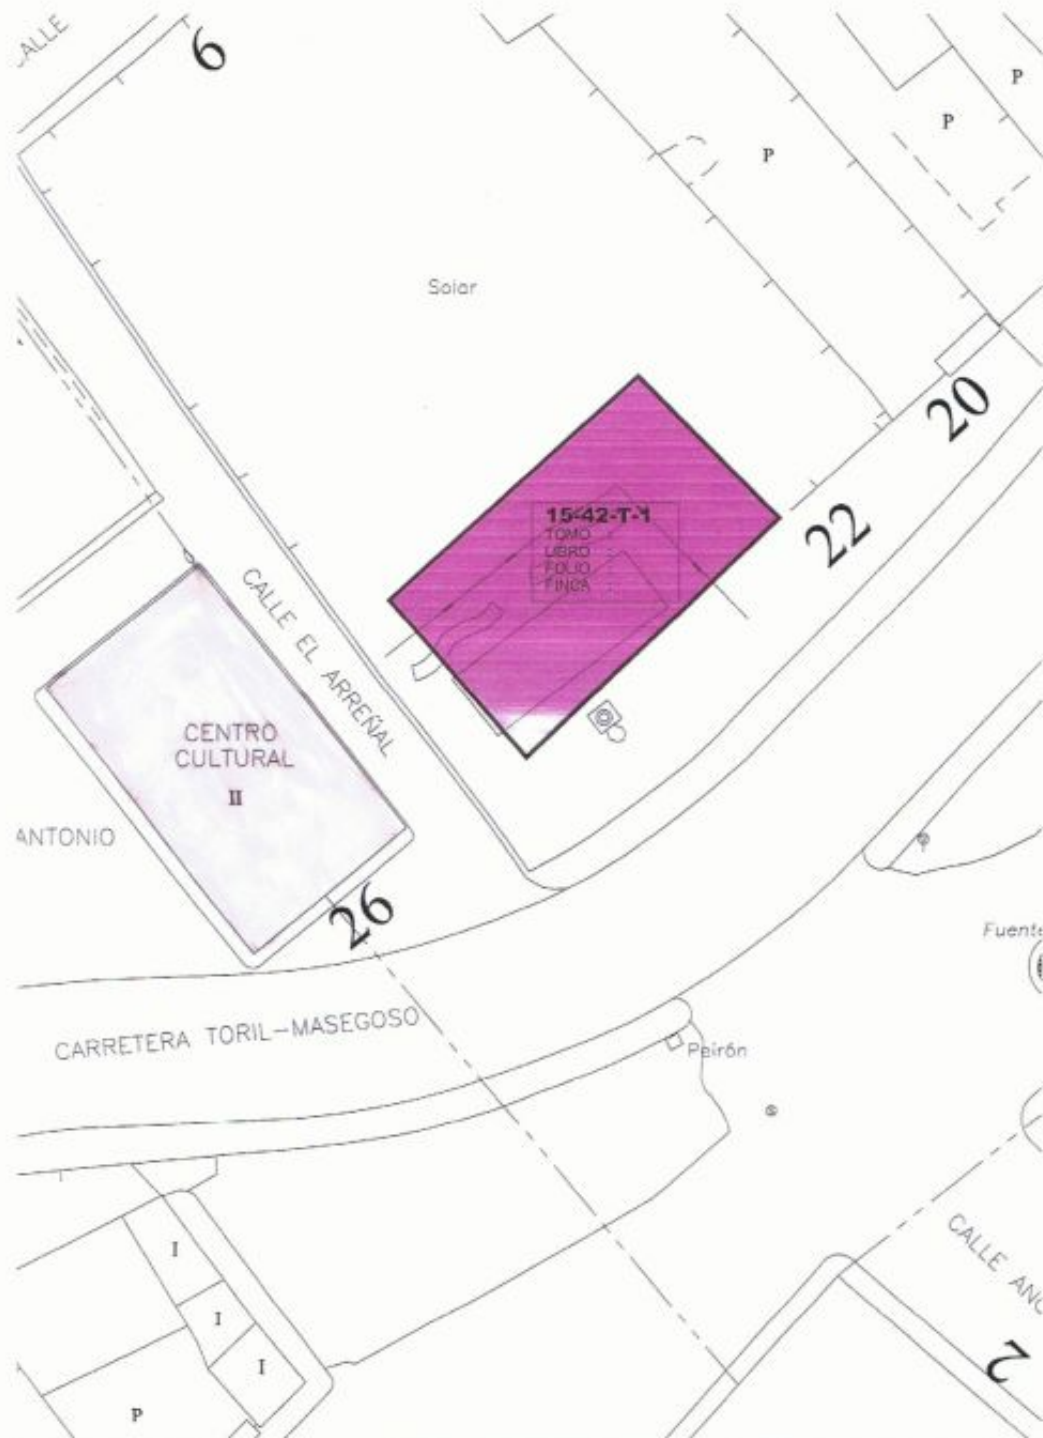 CALLE
6
P
P
P
Solar
20
22
15-42-T-1
TOMO :
LIBRO :
FOLIO :
FINCA :
CALLE EL ARREÑAL
CENTRO
CULTURAL
II
ANTONIO
26
Fuente
CARRETERA TORIL-MASEGOSO
Peirón
CALLE ANG
2
I
I
I
P